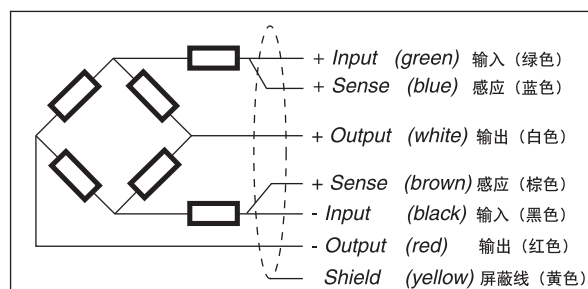 + Input (green) 输入（绿色）
+ Sense (blue) 感应（蓝色）
+ Output (white) 输出（白色）
+ Sense (brown) 感应（棕色）
- Input (black) 输入（黑色）
- Output (red) 输出（红色）
Shield (yellow) 屏蔽线（黄色）